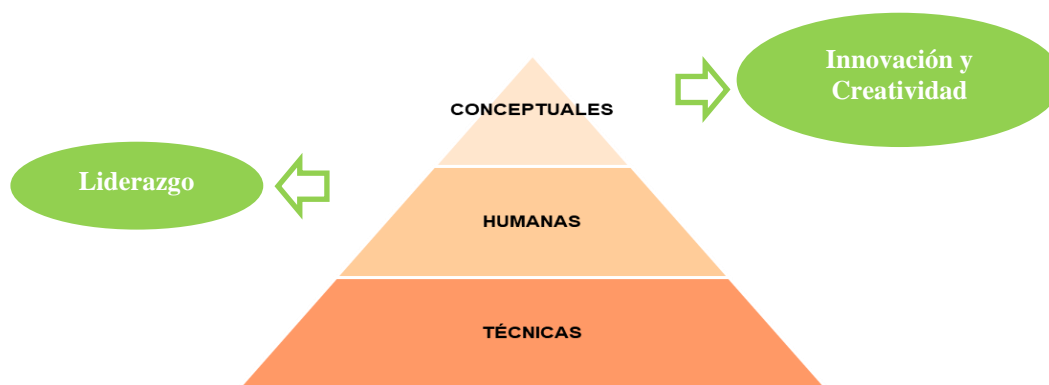 Innovación y
Creatividad
CONCEPTUALES
Liderazgo
HUMANAS
TÉCNICAS